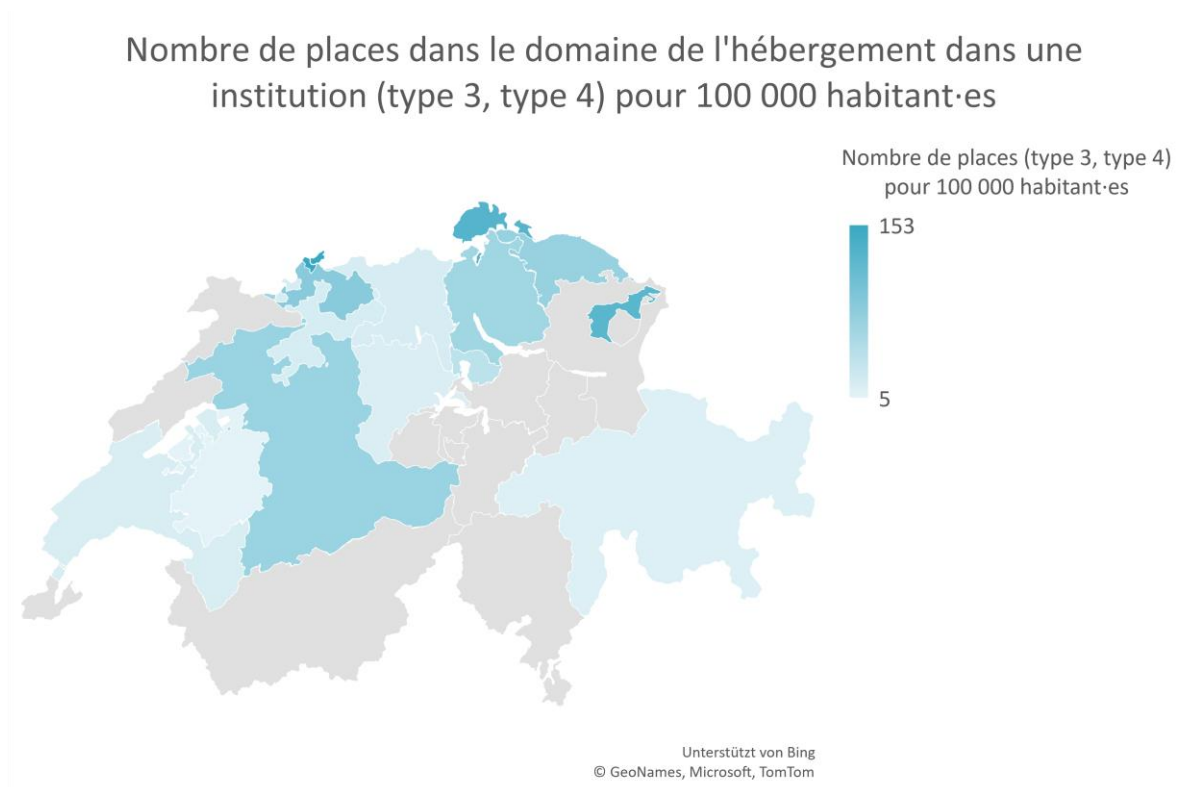 Nombre de places dans le domaine de l'hébergement dans une
institution (type 3, type 4) pour 100 000 habitant·es
Nombre de places (type 3, type 4)
pour 100 000 habitant·es
153
5
Unterstützt von Bing
© GeoNames, Microsoft, TomTom